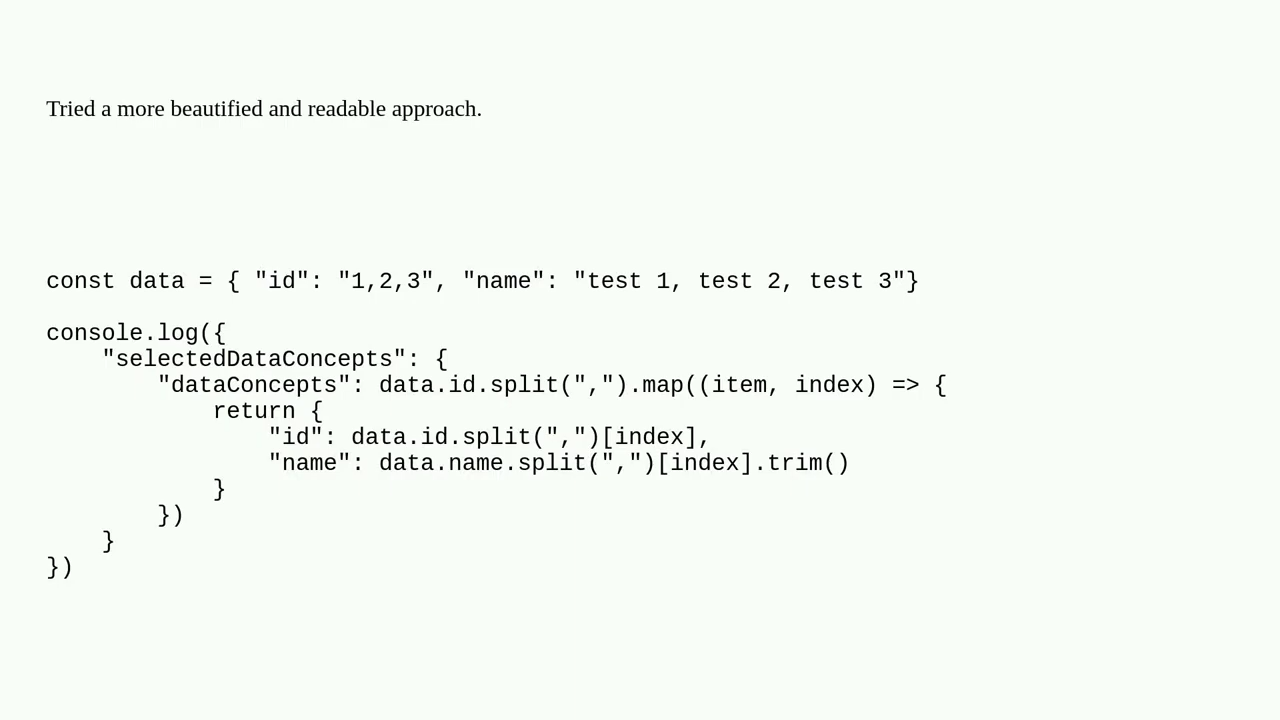 Tried a more beautified and readable approach.
const data = { "id": "1,2,3", "name": "test 1, test 2, test 3"}
console.log({
    "selectedDataConcepts": {
        "dataConcepts": data.id.split(",").map((item, index) => {
            return {
                "id": data.id.split(",")[index],
                "name": data.name.split(",")[index].trim()
            }
        })
    }
})